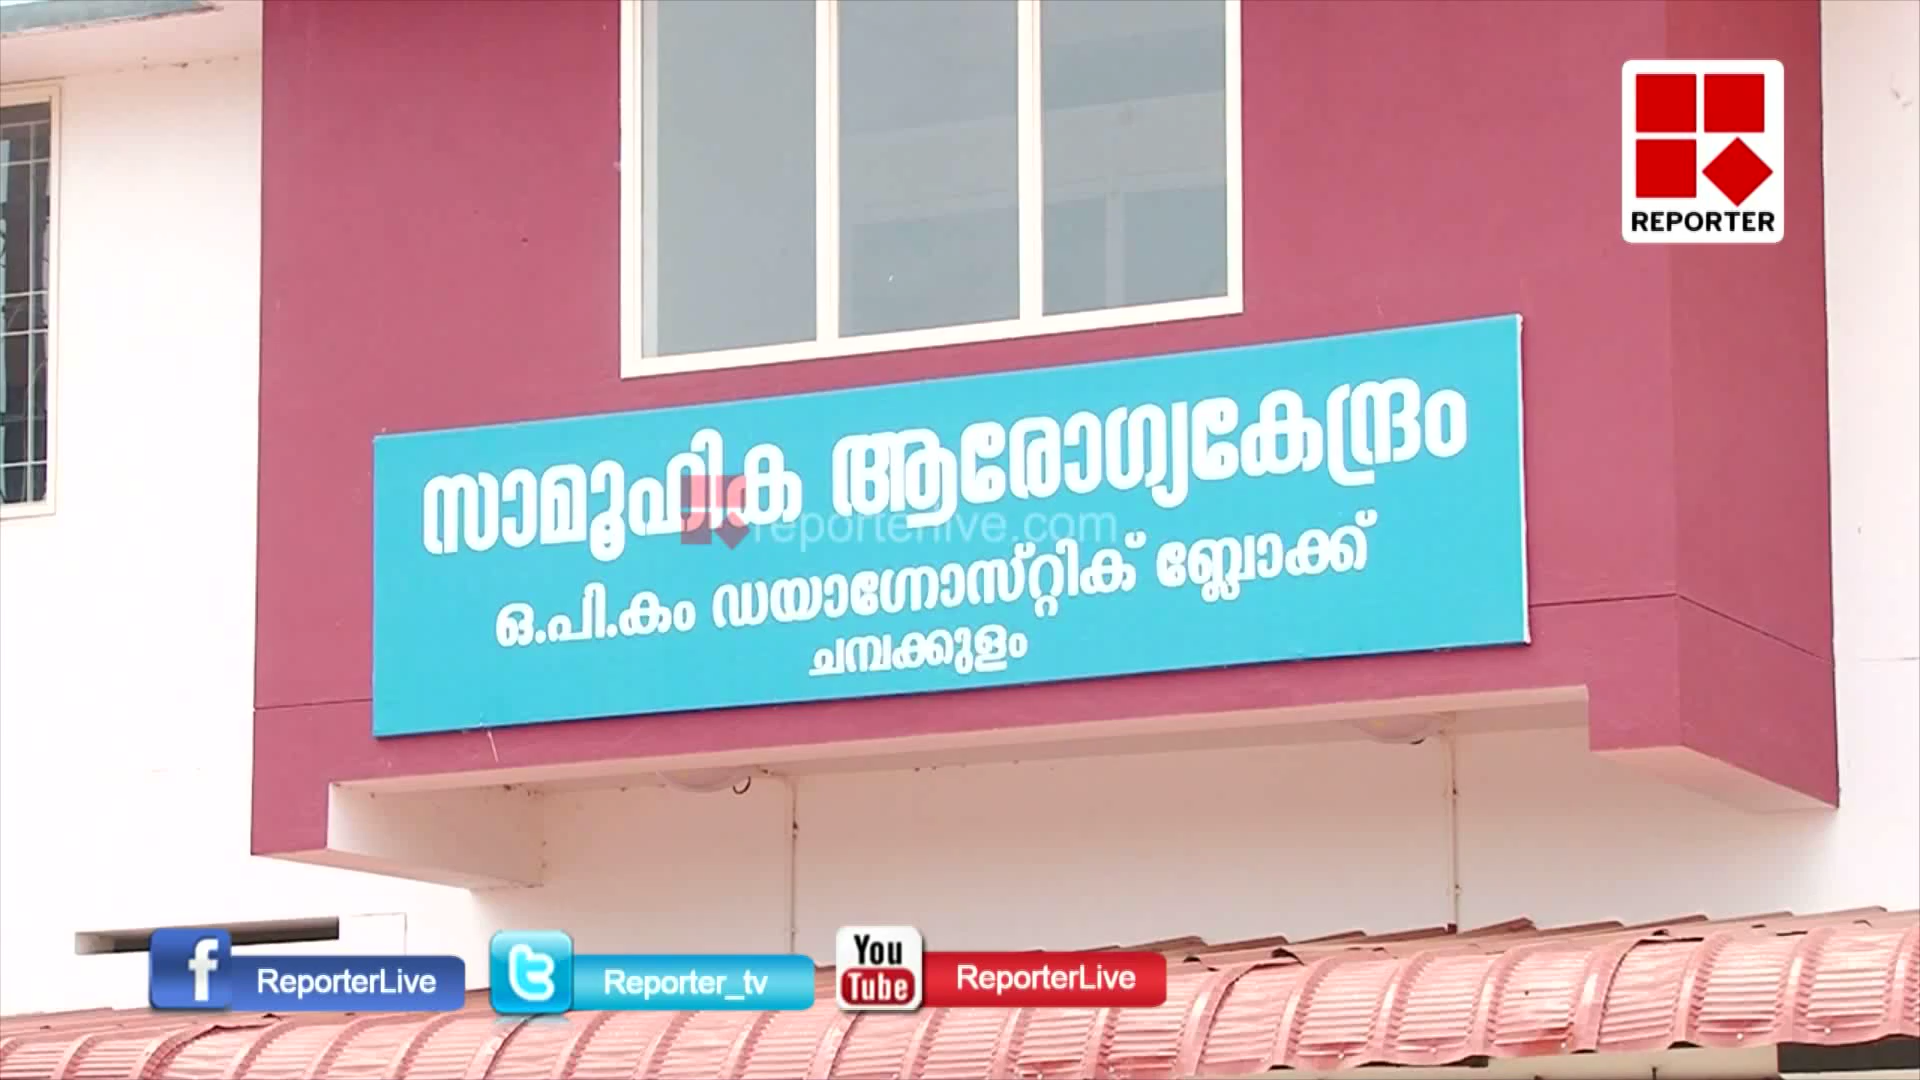 REPORTER
സാമൂഹിക ആരോഗ്യകേന്ദ്രം
reporterlive.com
ഒ.പി.കം ഡയാഗ്നോസ്റ്റിക് ബ്ലോക്ക്
ചമ്പക്കുളം
f ReporterLive
t Reporter_tv
You Tube ReporterLive